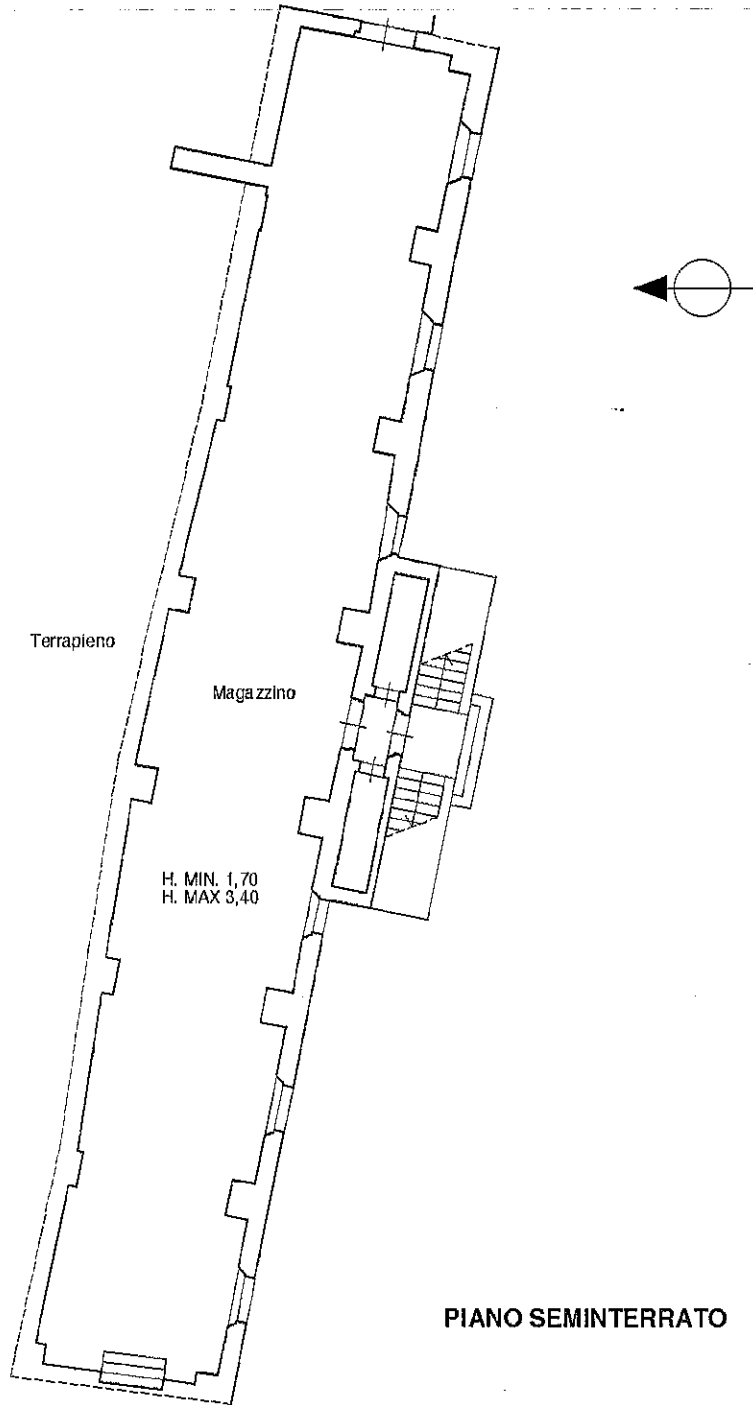 Terrapieno
Magazzino
H. MIN. 1,70
H. MAX 3,40
PIANO SEMINTERRATO